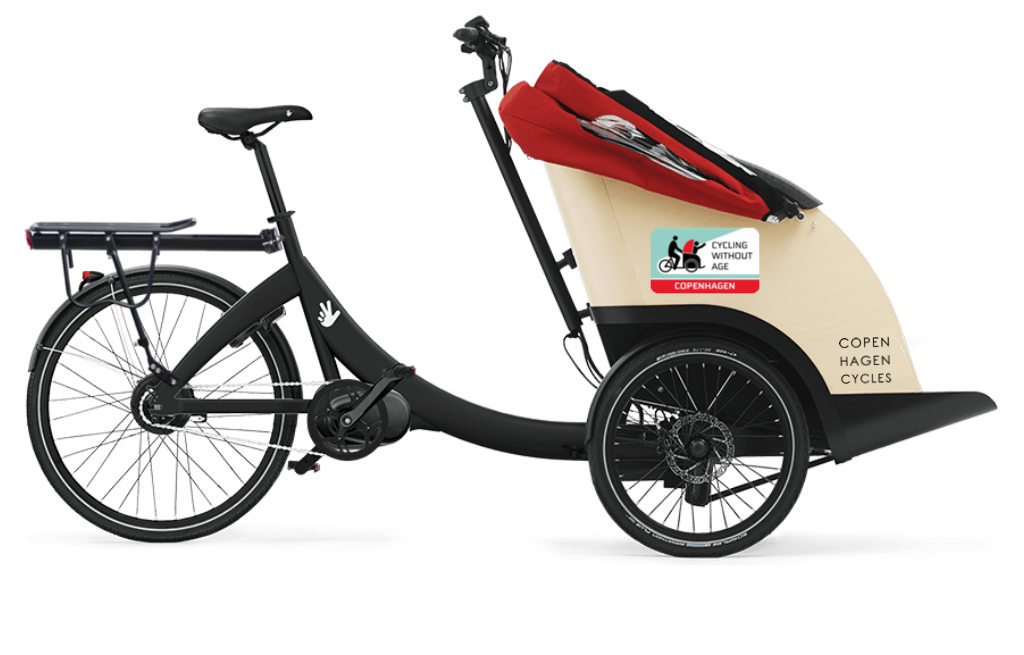 CYCLING
WITHOUT
AGE
COPENHAGEN
COPEN
HAGEN
CYCLES